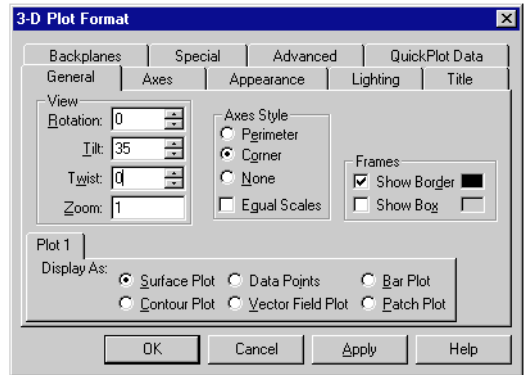 3-D Plot Format
Backplanes Special Advanced QuickPlot Data
General Axes Appearance Lighting Title
View
Rotation: 0
Tilt: 35
Twist: 0
Zoom: 1
Axes Style
Perimeter
Corner
None
Equal Scales
Frames
Show Border
Show Box
Plot 1
Display As:
Surface Plot Data Points Bar Plot
Contour Plot Vector Field Plot Patch Plot
OK Cancel Apply Help